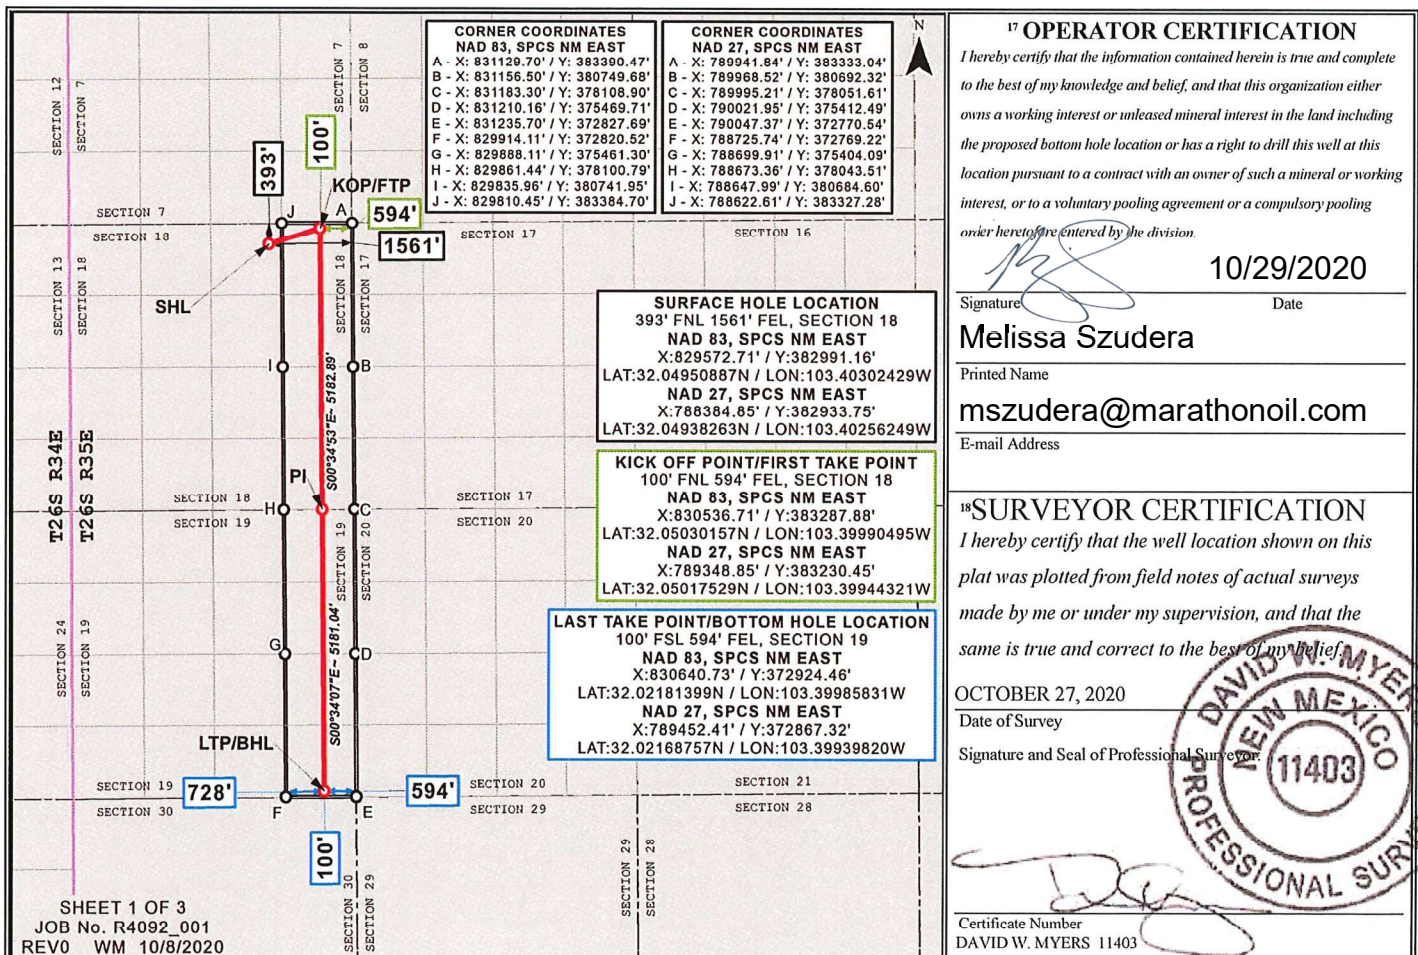 CORNER COORDINATES
NAD 83, SPCS NM EAST
A - X: 831129.70' / Y: 383390.47'
B - X: 831156.50' / Y: 380749.68'
C - X: 831183.30' / Y: 378108.90'
D - X: 831210.16' / Y: 375469.71'
E - X: 831235.70' / Y: 372827.69'
F - X: 829914.11' / Y: 372820.52'
G - X: 829888.11' / Y: 375461.30'
H - X: 829861.44' / Y: 378100.79'
I - X: 829835.96' / Y: 380741.95'
J - X: 829810.45' / Y: 383384.70'
CORNER COORDINATES
NAD 27, SPCS NM EAST
A - X: 789941.84' / Y: 383333.04'
B - X: 789968.52' / Y: 380692.32'
C - X: 789995.21' / Y: 378051.61'
D - X: 790021.95' / Y: 375412.49'
E - X: 790047.37' / Y: 372770.54'
F - X: 788725.74' / Y: 372769.22'
G - X: 788699.91' / Y: 375404.09'
H - X: 788673.36' / Y: 378043.51'
I - X: 788647.99' / Y: 380684.60'
J - X: 788622.61' / Y: 383327.28'
N
SECTION 12
SECTION 7
SECTION 7
SECTION 8
393'
100'
KOP/FTP
J
A
594'
1561'
SECTION 7
SECTION 18
SECTION 17
SECTION 16
SECTION 13
SECTION 18
SECTION 18
SECTION 17
SHL
I
B
S00°34'53"E~ 5182.89'
SURFACE HOLE LOCATION
393' FNL 1561' FEL, SECTION 18
NAD 83, SPCS NM EAST
X:829572.71' / Y:382991.16'
LAT:32.04950887N / LON:103.40302429W
NAD 27, SPCS NM EAST
X:788384.85' / Y:382933.75'
LAT:32.04938263N / LON:103.40256249W
T26S R34E
T26S R35E
PI
SECTION 18
SECTION 19
H
C
SECTION 17
SECTION 20
KICK OFF POINT/FIRST TAKE POINT
100' FNL 594' FEL, SECTION 18
NAD 83, SPCS NM EAST
X:830536.71' / Y:383287.88'
LAT:32.05030157N / LON:103.39990495W
NAD 27, SPCS NM EAST
X:789348.85' / Y:383230.45'
LAT:32.05017529N / LON:103.39944321W
SECTION 19
SECTION 20
SECTION 24
SECTION 19
G
D
S00°34'07"E~ 5181.04'
LAST TAKE POINT/BOTTOM HOLE LOCATION
100' FSL 594' FEL, SECTION 19
NAD 83, SPCS NM EAST
X:830640.73' / Y:372924.46'
LAT:32.02181399N / LON:103.39985831W
NAD 27, SPCS NM EAST
X:789452.41' / Y:372867.32'
LAT:32.02168757N / LON:103.39939820W
LTP/BHL
SECTION 19
SECTION 30
728'
594'
SECTION 20
SECTION 29
SECTION 21
SECTION 28
F
E
100'
SECTION 30
SECTION 29
SECTION 29
SECTION 28
SHEET 1 OF 3
JOB No. R4092_001
REV0 WM 10/8/2020
17 OPERATOR CERTIFICATION
I hereby certify that the information contained herein is true and complete
to the best of my knowledge and belief, and that this organization either
owns a working interest or unleased mineral interest in the land including
the proposed bottom hole location or has a right to drill this well at this
location pursuant to a contract with an owner of such a mineral or working
interest, or to a voluntary pooling agreement or a compulsory pooling
order heretofore entered by the division.
10/29/2020
Signature Date
Melissa Szudera
Printed Name
mszudera@marathonoil.com
E-mail Address
18SURVEYOR CERTIFICATION
I hereby certify that the well location shown on this
plat was plotted from field notes of actual surveys
made by me or under my supervision, and that the
same is true and correct to the best of my belief.
OCTOBER 27, 2020
Date of Survey
Signature and Seal of Professional Surveyor:
DAVID W. MYERS
NEW MEXICO
11403
PROFESSIONAL SURV
Certificate Number
DAVID W. MYERS 11403